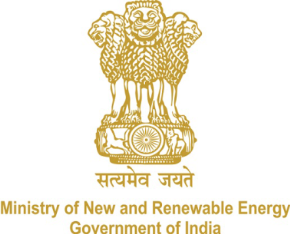 सत्यमेव जयते
Ministry of New and Renewable Energy
Government of India